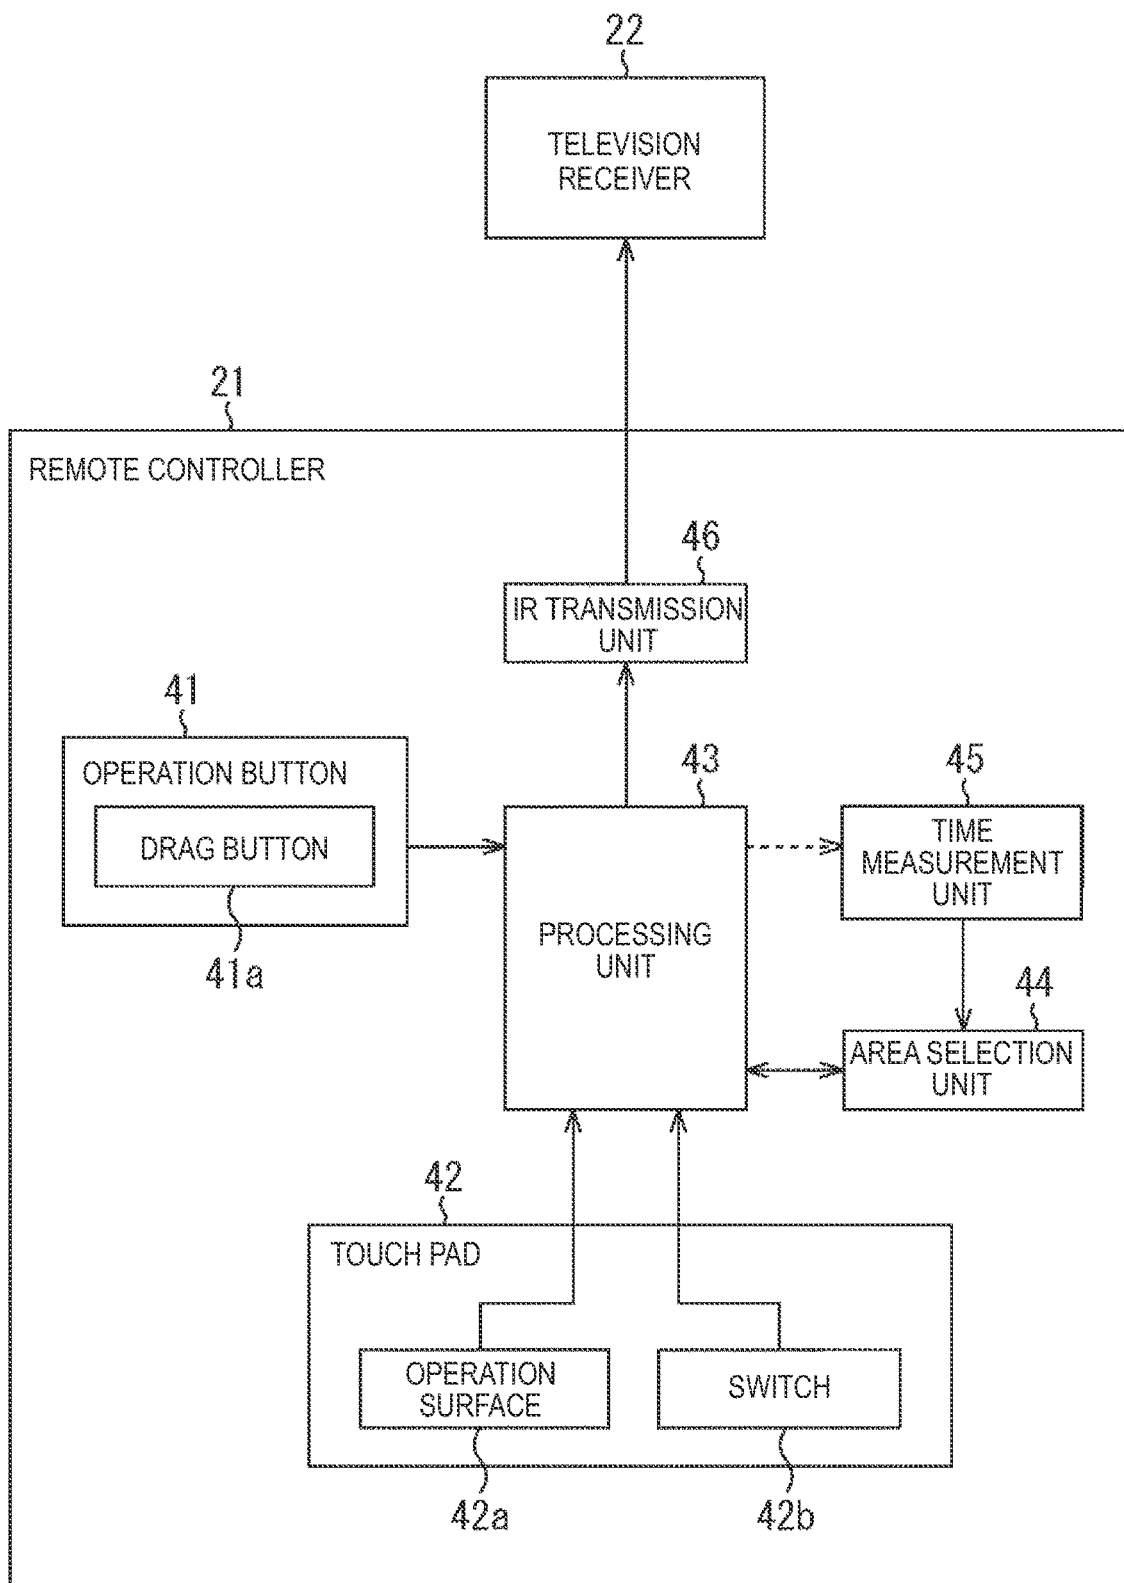 22
TELEVISION
RECEIVER
21
REMOTE CONTROLLER
46
IR TRANSMISSION
UNIT
41
OPERATION BUTTON
DRAG BUTTON
41a
43
PROCESSING
UNIT
45
TIME
MEASUREMENT
UNIT
44
AREA SELECTION
UNIT
42
TOUCH PAD
OPERATION
SURFACE
42a
SWITCH
42b